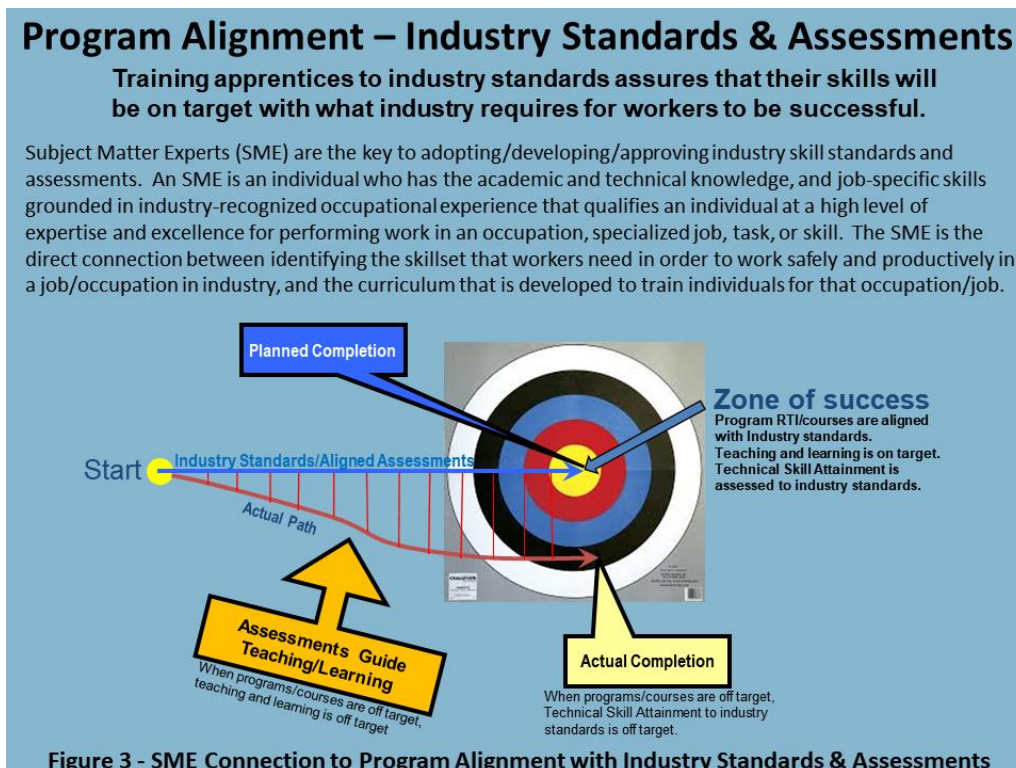 Program Alignment – Industry Standards & Assessments
Training apprentices to industry standards assures that their skills will
be on target with what industry requires for workers to be successful.
Subject Matter Experts (SME) are the key to adopting/developing/approving industry skill standards and
assessments.  An SME is an individual who has the academic and technical knowledge, and job-specific skills
grounded in industry-recognized occupational experience that qualifies an individual at a high level of
expertise and excellence for performing work in an occupation, specialized job, task, or skill.  The SME is the
direct connection between identifying the skillset that workers need in order to work safely and productively in
a job/occupation in industry, and the curriculum that is developed to train individuals for that occupation/job.
Planned Completion
Zone of success
Program RTI/courses are aligned
with Industry standards.
Teaching and learning is on target.
Technical Skill Attainment is
assessed to industry standards.
Start
Industry Standards/Aligned Assessments
Actual Path
Assessments Guide
Teaching/Learning
When programs/courses are off target,
teaching and learning is off target
Actual Completion
When programs/courses are off target,
Technical Skill Attainment to industry
standards is off target.
Figure 3 - SME Connection to Program Alignment with Industry Standards & Assessments